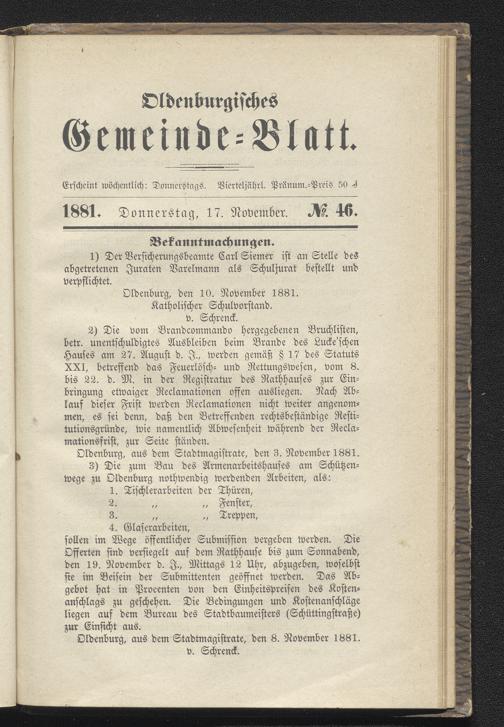 Oldenburgisches
Gemeinde-Blatt.
Erscheint wöchentlich: Donnerstags. Vierteljährl. Pränum.-Preis 50 ₰
1881. Donnerstag, 17. November. №. 46.
Bekanntmachungen.
1) Der Versicherungsbeamte Carl Siemer ist an Stelle des
abgetretenen Juraten Varelmann als Schuljurat bestellt und
verpflichtet.
Oldenburg, den 10. November 1881.
Katholischer Schulvorstand.
v. Schrenck.
2) Die vom Brandcommando hergegebenen Bruchlisten,
betr. unentschuldigtes Ausbleiben beim Brande des Lucke'schen
Hauses am 27. August d. J., werden gemäß § 17 des Statuts
XXI, betreffend das Feuerlösch- und Rettungswesen, vom 8.
bis 22. d. M. in der Registratur des Rathhauses zur Ein-
bringung etwaiger Reclamationen offen ausliegen. Nach Ab-
lauf dieser Frist werden Reclamationen nicht weiter angenom-
men, es sei denn, daß den Betreffenden rechtsbeständige Resti-
tutionsgründe, wie namentlich Abwesenheit während der Recla-
mationsfrist, zur Seite ständen.
Oldenburg, aus dem Stadtmagistrate, den 3. November 1881.
3) Die zum Bau des Armenarbeitshauses am Schützen-
wege zu Oldenburg nothwendig werdenden Arbeiten, als:
1. Tischlerarbeiten der Thüren,
2. „ „ Fenster,
3. „ „ Treppen,
4. Glaserarbeiten,
sollen im Wege öffentlicher Submission vergeben werden. Die
Offerten sind versiegelt auf dem Rathhause bis zum Sonnabend,
den 19. November d. J., Mittags 12 Uhr, abzugeben, woselbst
sie im Beisein der Submittenten geöffnet werden. Das Ab-
gebot hat in Procenten von den Einheitspreisen des Kosten-
anschlags zu geschehen. Die Bedingungen und Kostenanschläge
liegen auf dem Bureau des Stadtbaumeisters (Schüttingstraße)
zur Einsicht aus.
Oldenburg, aus dem Stadtmagistrate, den 8. November 1881.
v. Schrenck.